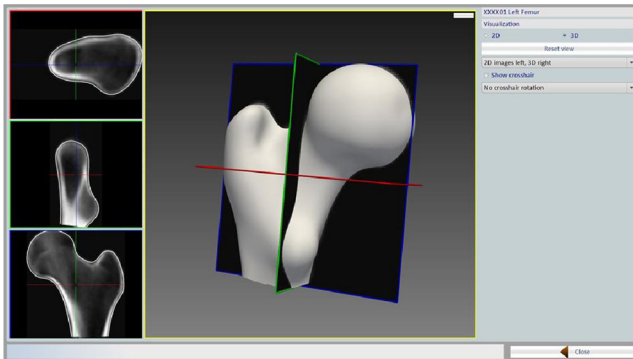 XXXX01 Left Femur
Visualization
2D 3D
Reset view
2D images left, 3D right
Show crosshair
No crosshair rotation
Close